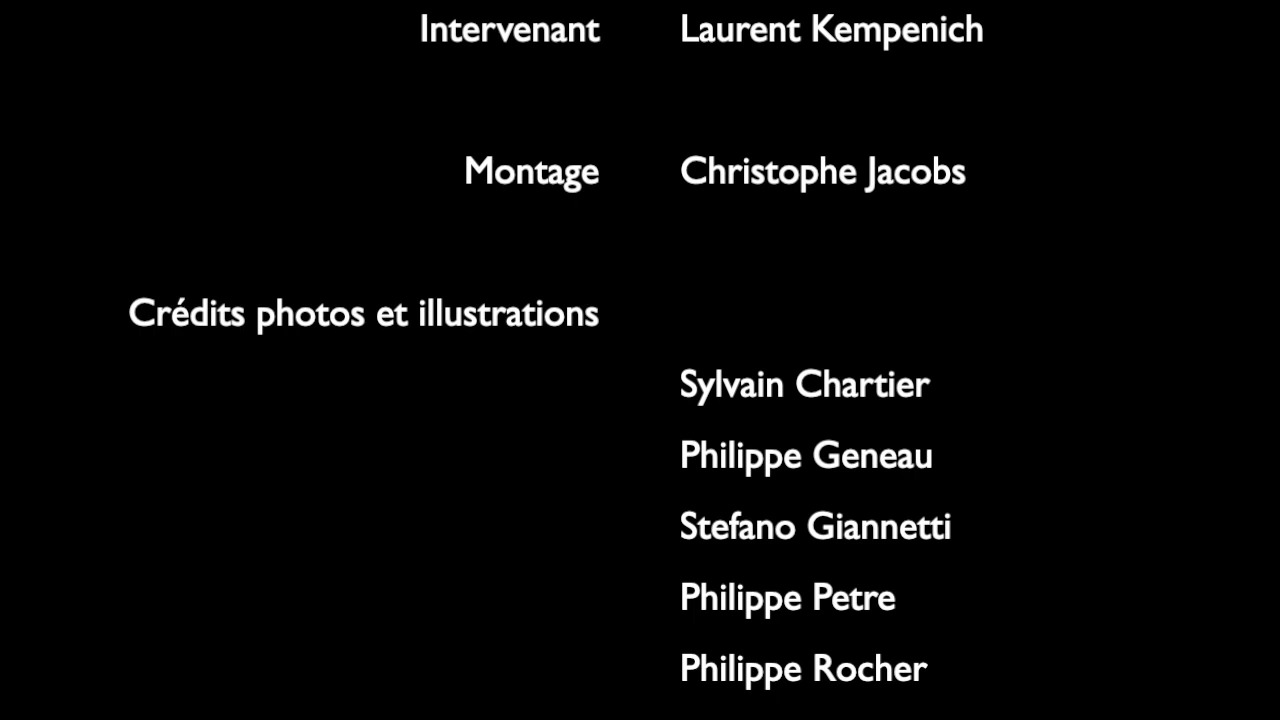 Intervenant Laurent Kempenich
Montage Christophe Jacobs
Crédits photos et illustrations
Sylvain Chartier
Philippe Geneau
Stefano Giannetti
Philippe Petre
Philippe Rocher